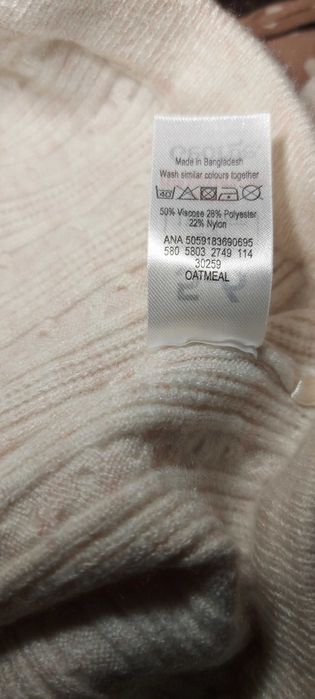 Made in Bangladesh
Wash similar colours together
40
50% Viscose 28% Polyester
22% Nylon
ANA 5059183690695
580 5803 2749 114
30259
OATMEAL